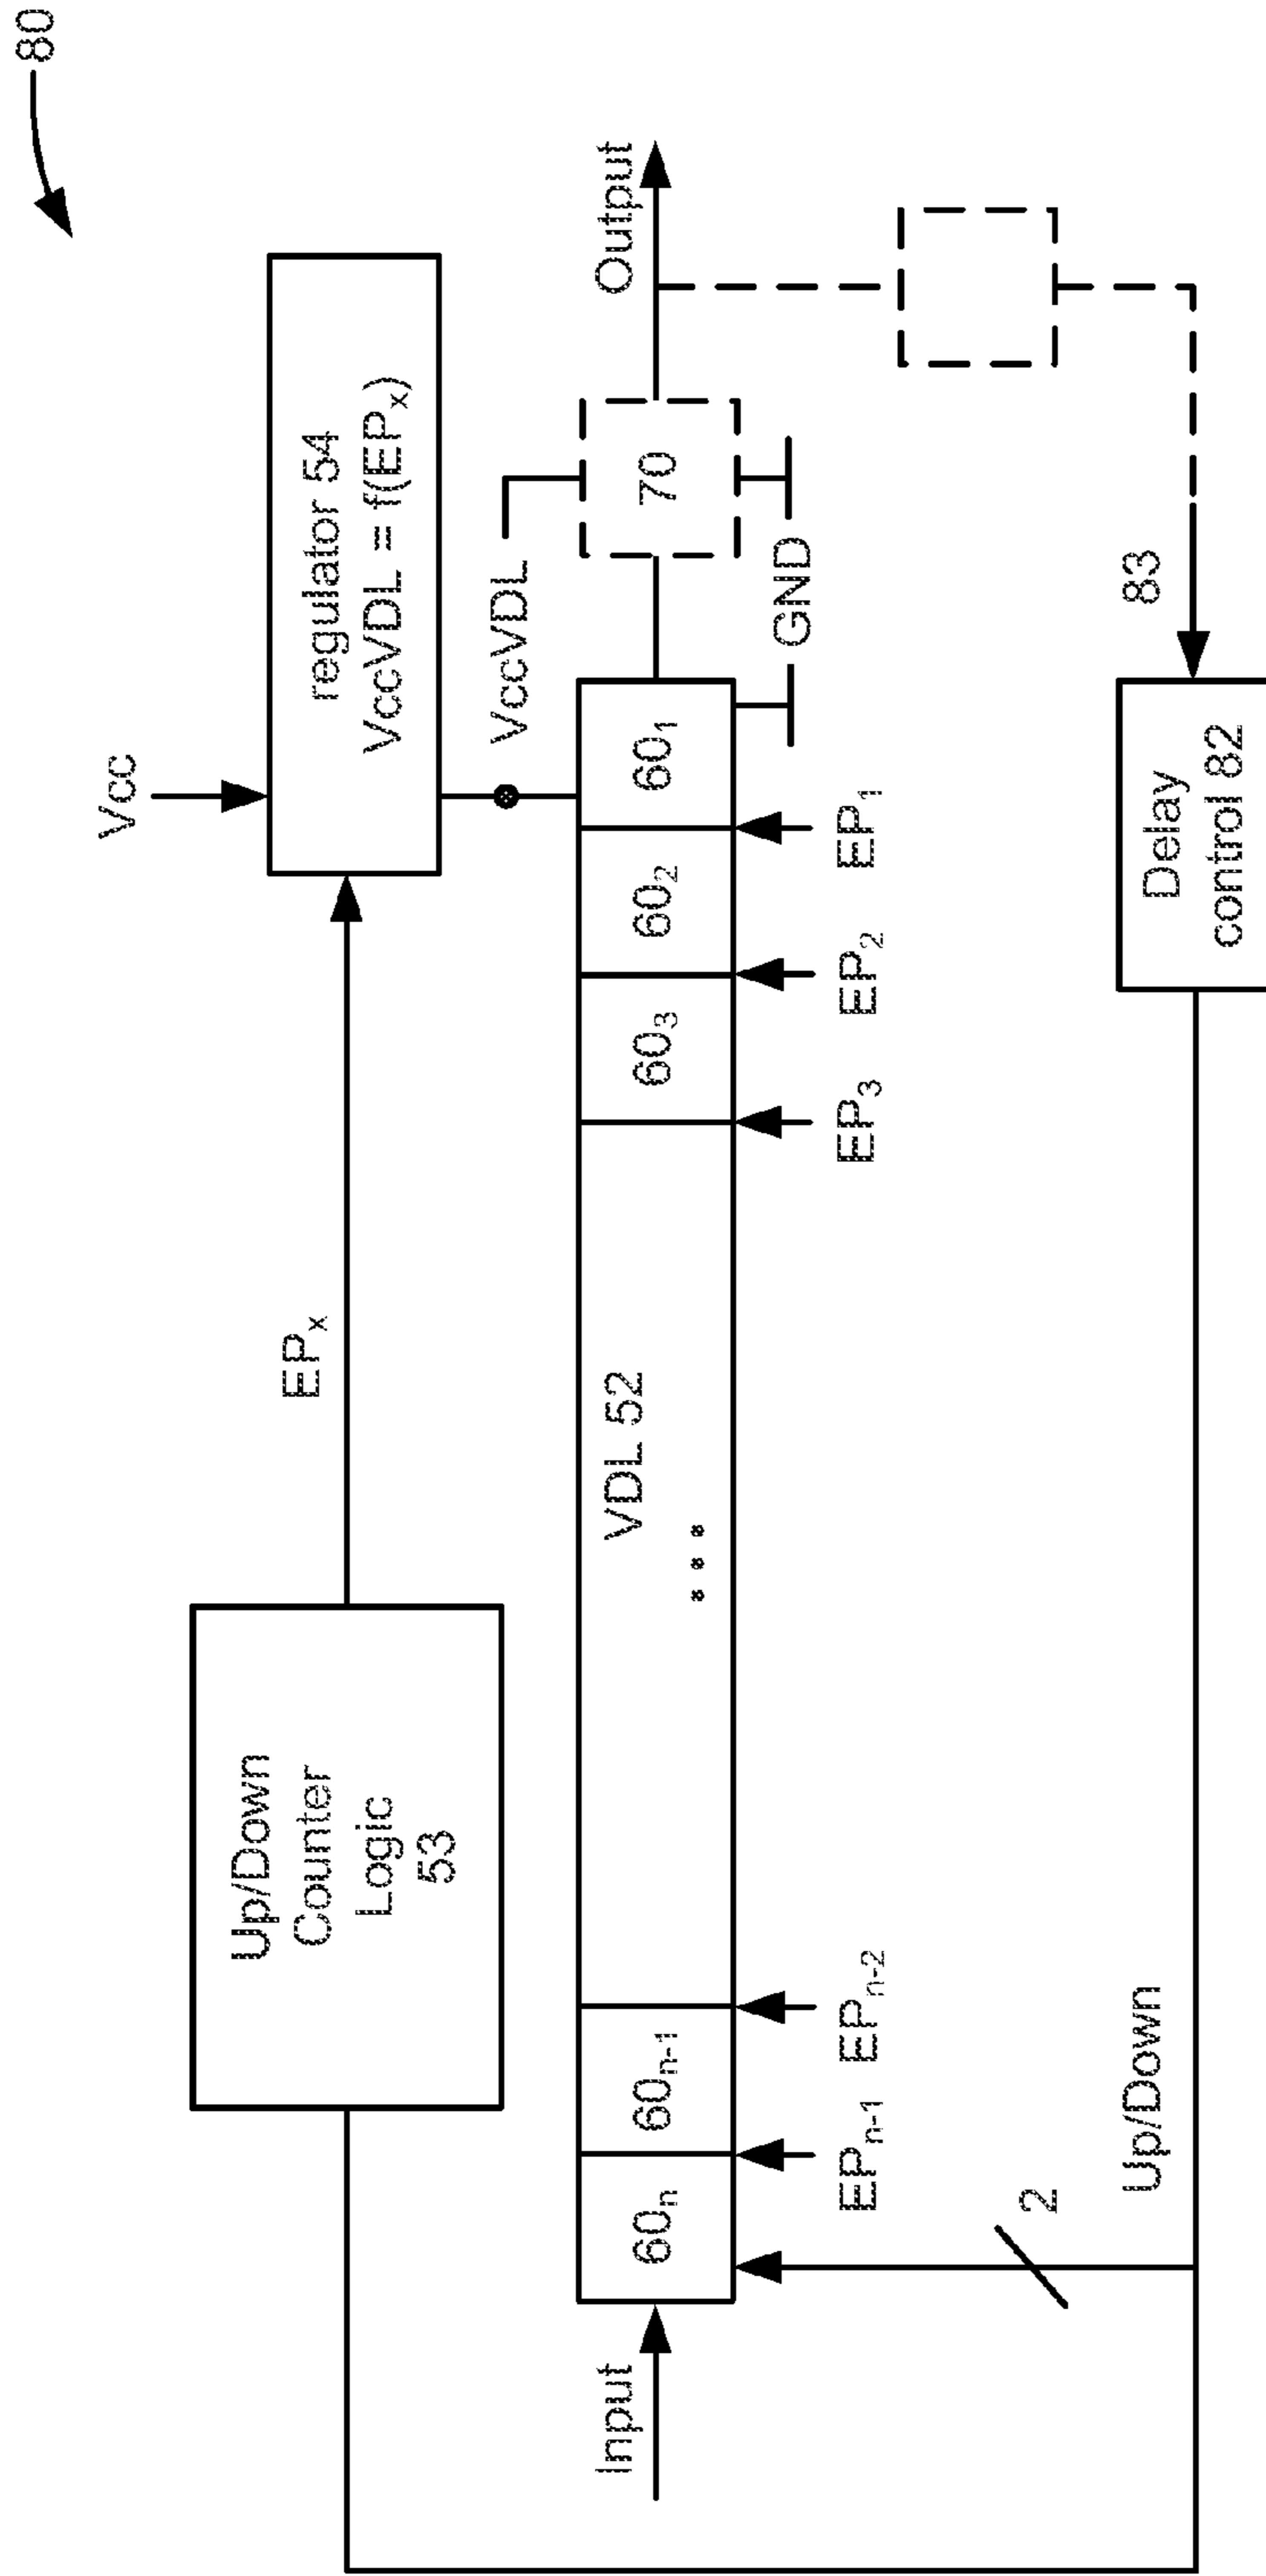 80
Vcc
regulator 54
VccVDL = f(EPₓ)
EPₓ
Up/Down
Counter
Logic
53
VccVDL
Output
Input
60ₙ
60ₙ₋₁
VDL 52
...
60₃
60₂
60₁
70
GND
EPₙ₋₁
EPₙ₋₂
EP₃
EP₂
EP₁
2
Up/Down
Delay
control 82
83